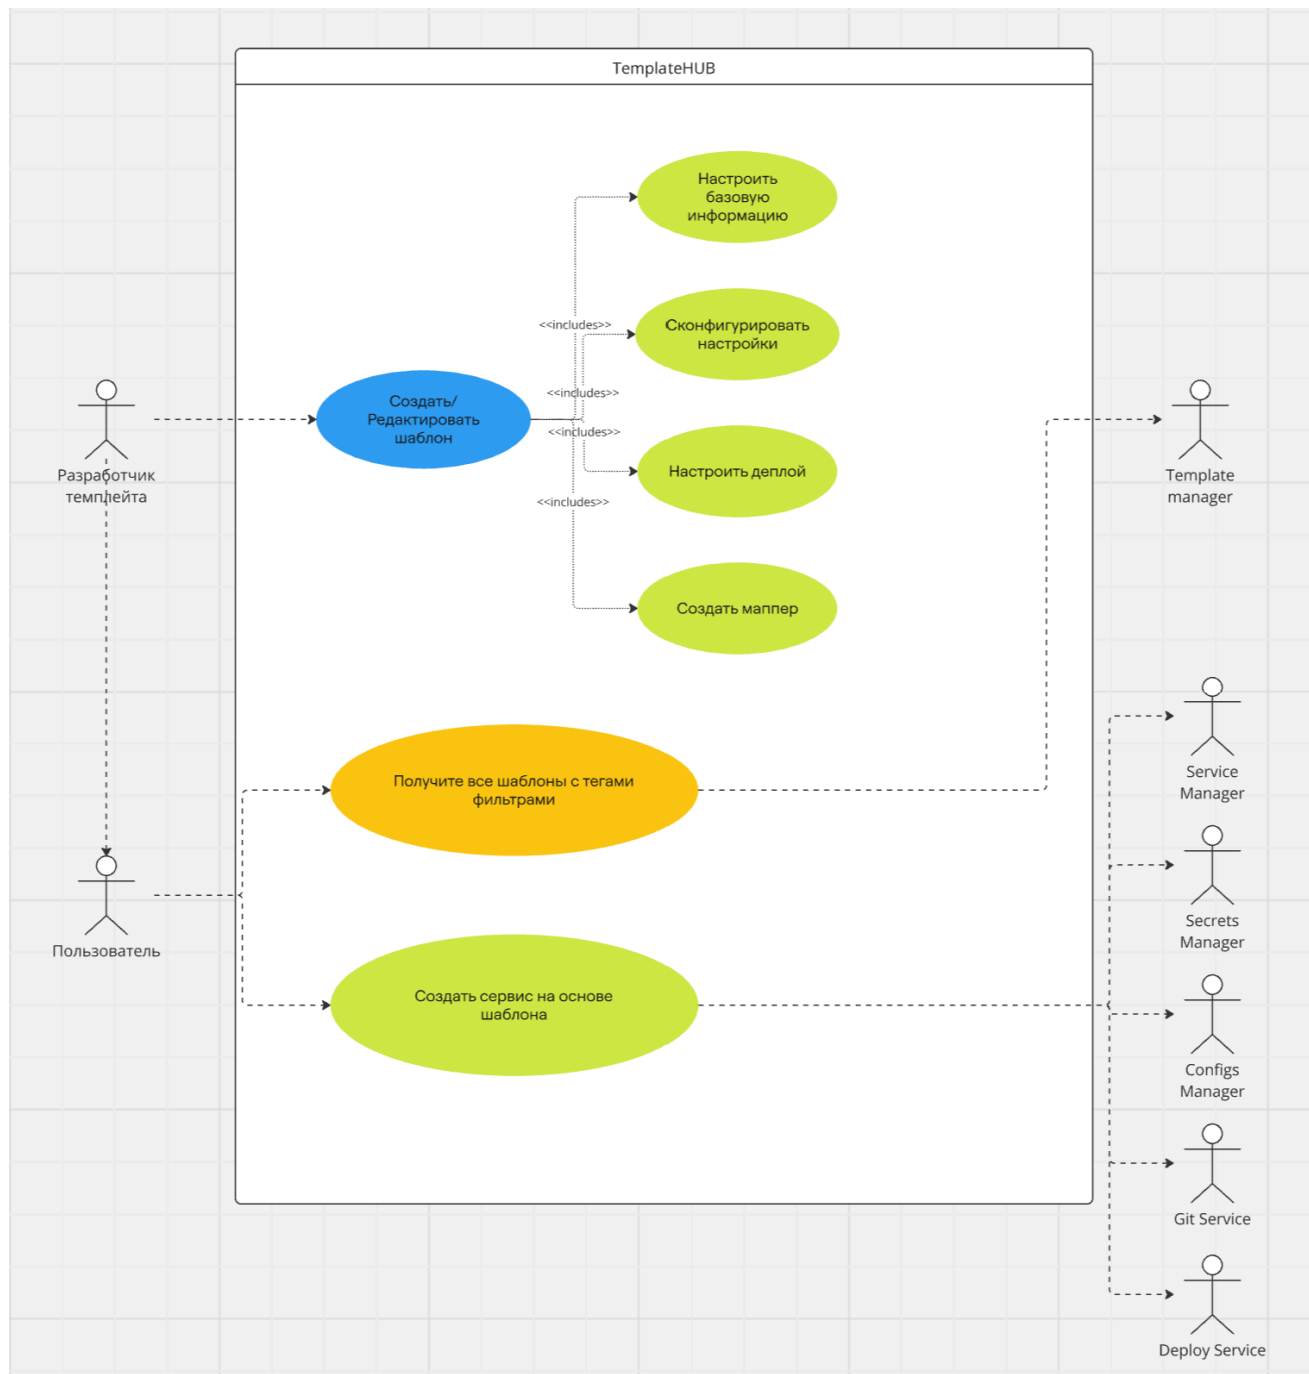 TemplateHUB
Настроить
базовую
информацию
<<includes>>
Сконфигурировать
настройки
Создать/
Редактировать
шаблон
<<includes>>
<<includes>>
Настроить деплой
<<includes>>
Создать маппер
Разработчик
темплейта
Template
manager
Получите все шаблоны с тегами
фильтрами
Service
Manager
Secrets
Manager
Пользователь
Создать сервис на основе
шаблона
Configs
Manager
Git Service
Deploy Service